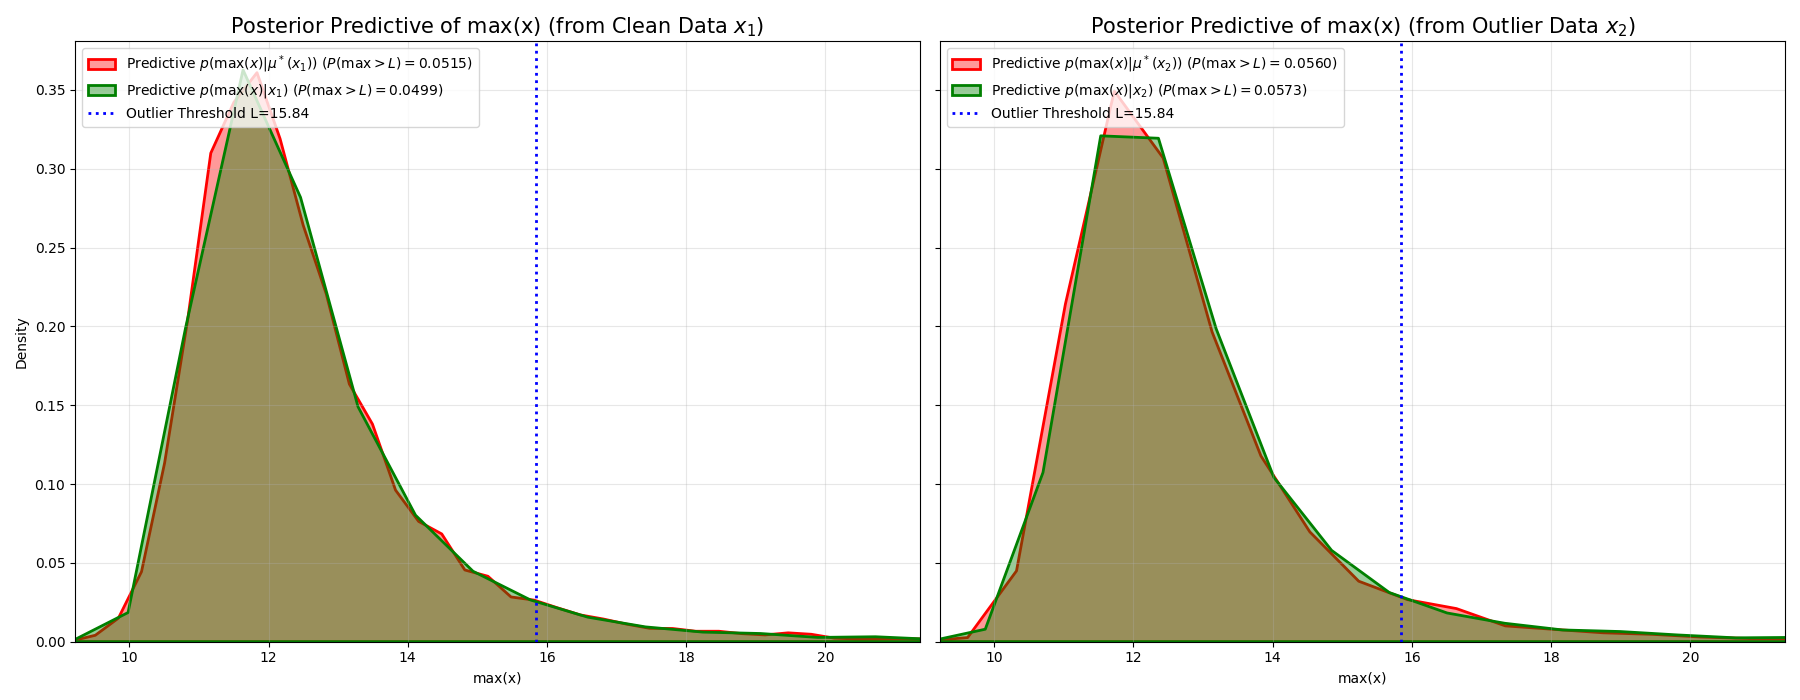 Posterior Predictive of max(x) (from Clean Data x₁)
Predictive p(max(x)|μ*(x₁)) (P(max > L) = 0.0515)
Predictive p(max(x)|x₁) (P(max > L) = 0.0499)
Outlier Threshold L=15.84
Density
0.35
0.30
0.25
0.20
0.15
0.10
0.05
0.00
10 12 14 16 18 20
max(x)
Posterior Predictive of max(x) (from Outlier Data x₂)
Predictive p(max(x)|μ*(x₂)) (P(max > L) = 0.0560)
Predictive p(max(x)|x₂) (P(max > L) = 0.0573)
Outlier Threshold L=15.84
10 12 14 16 18 20
max(x)